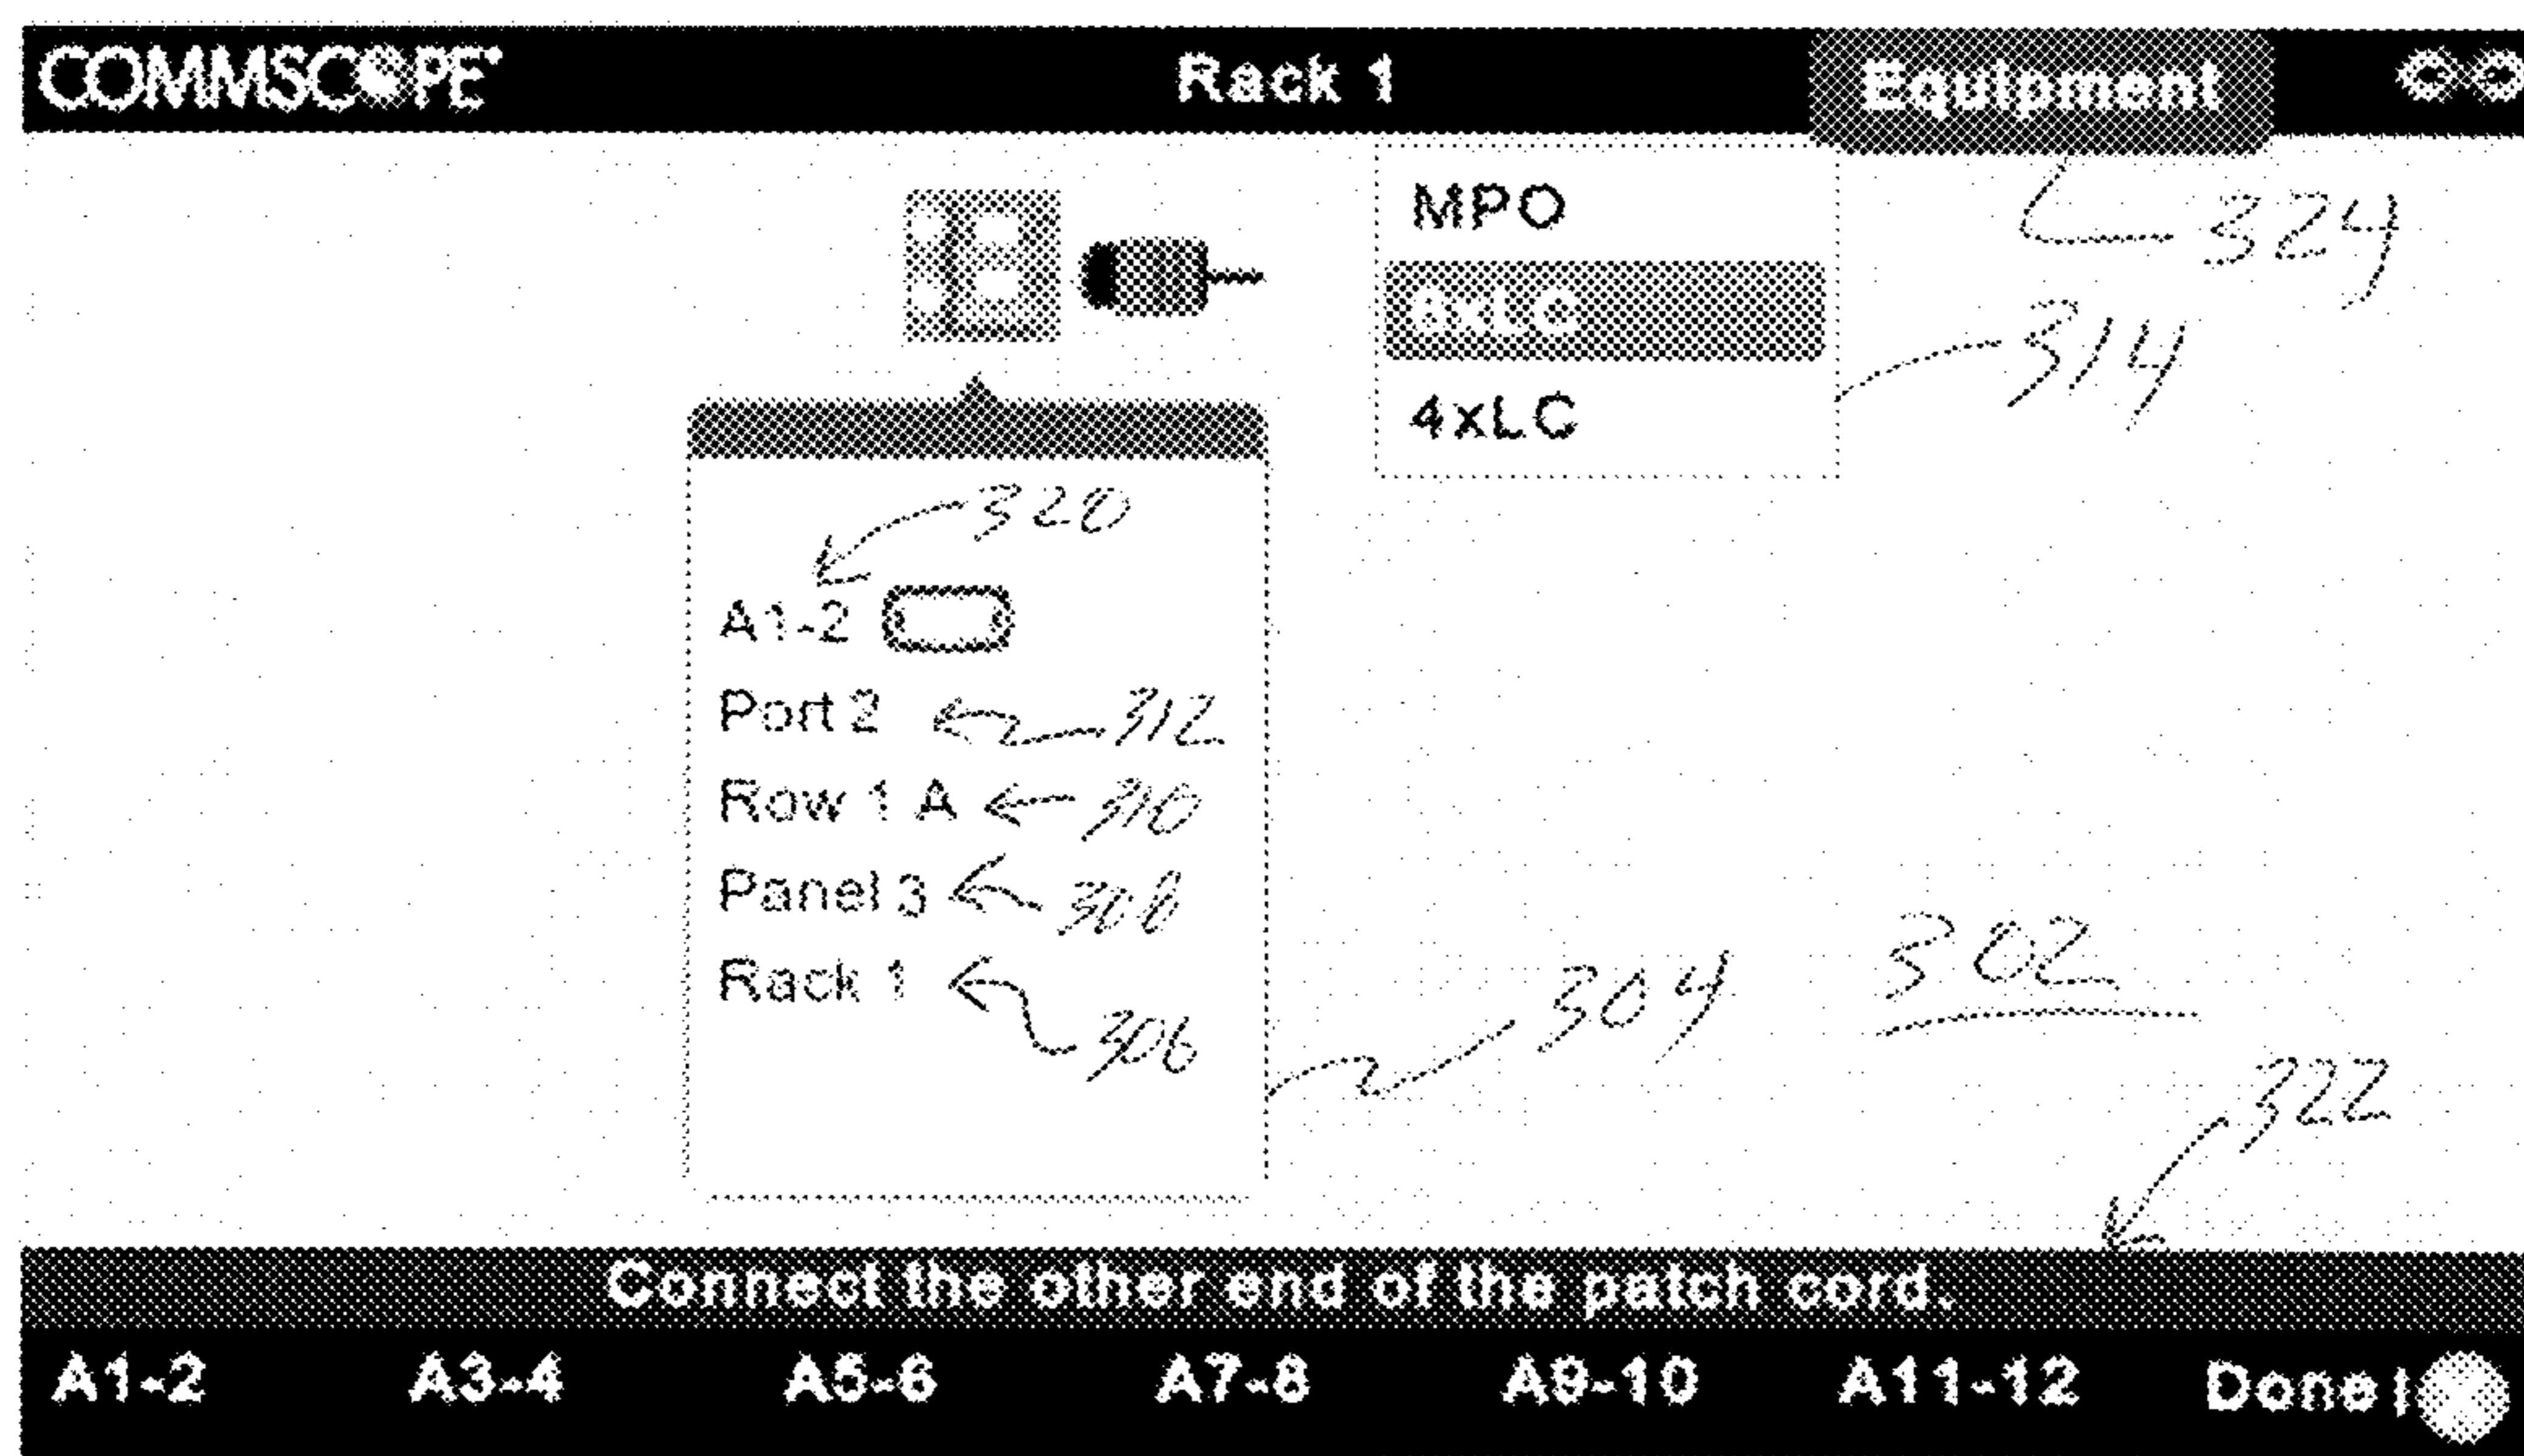 COMMSCOPE Rack 1 Equipment
MPO
324
6xLC
314
4xLC
320
A1-2
Port 2 312
Row 1 A 310
Panel 3 308
Rack 1
306
304
302
322
Connect the other end of the patch cord.
A1-2 A3-4 A5-6 A7-8 A9-10 A11-12 Done